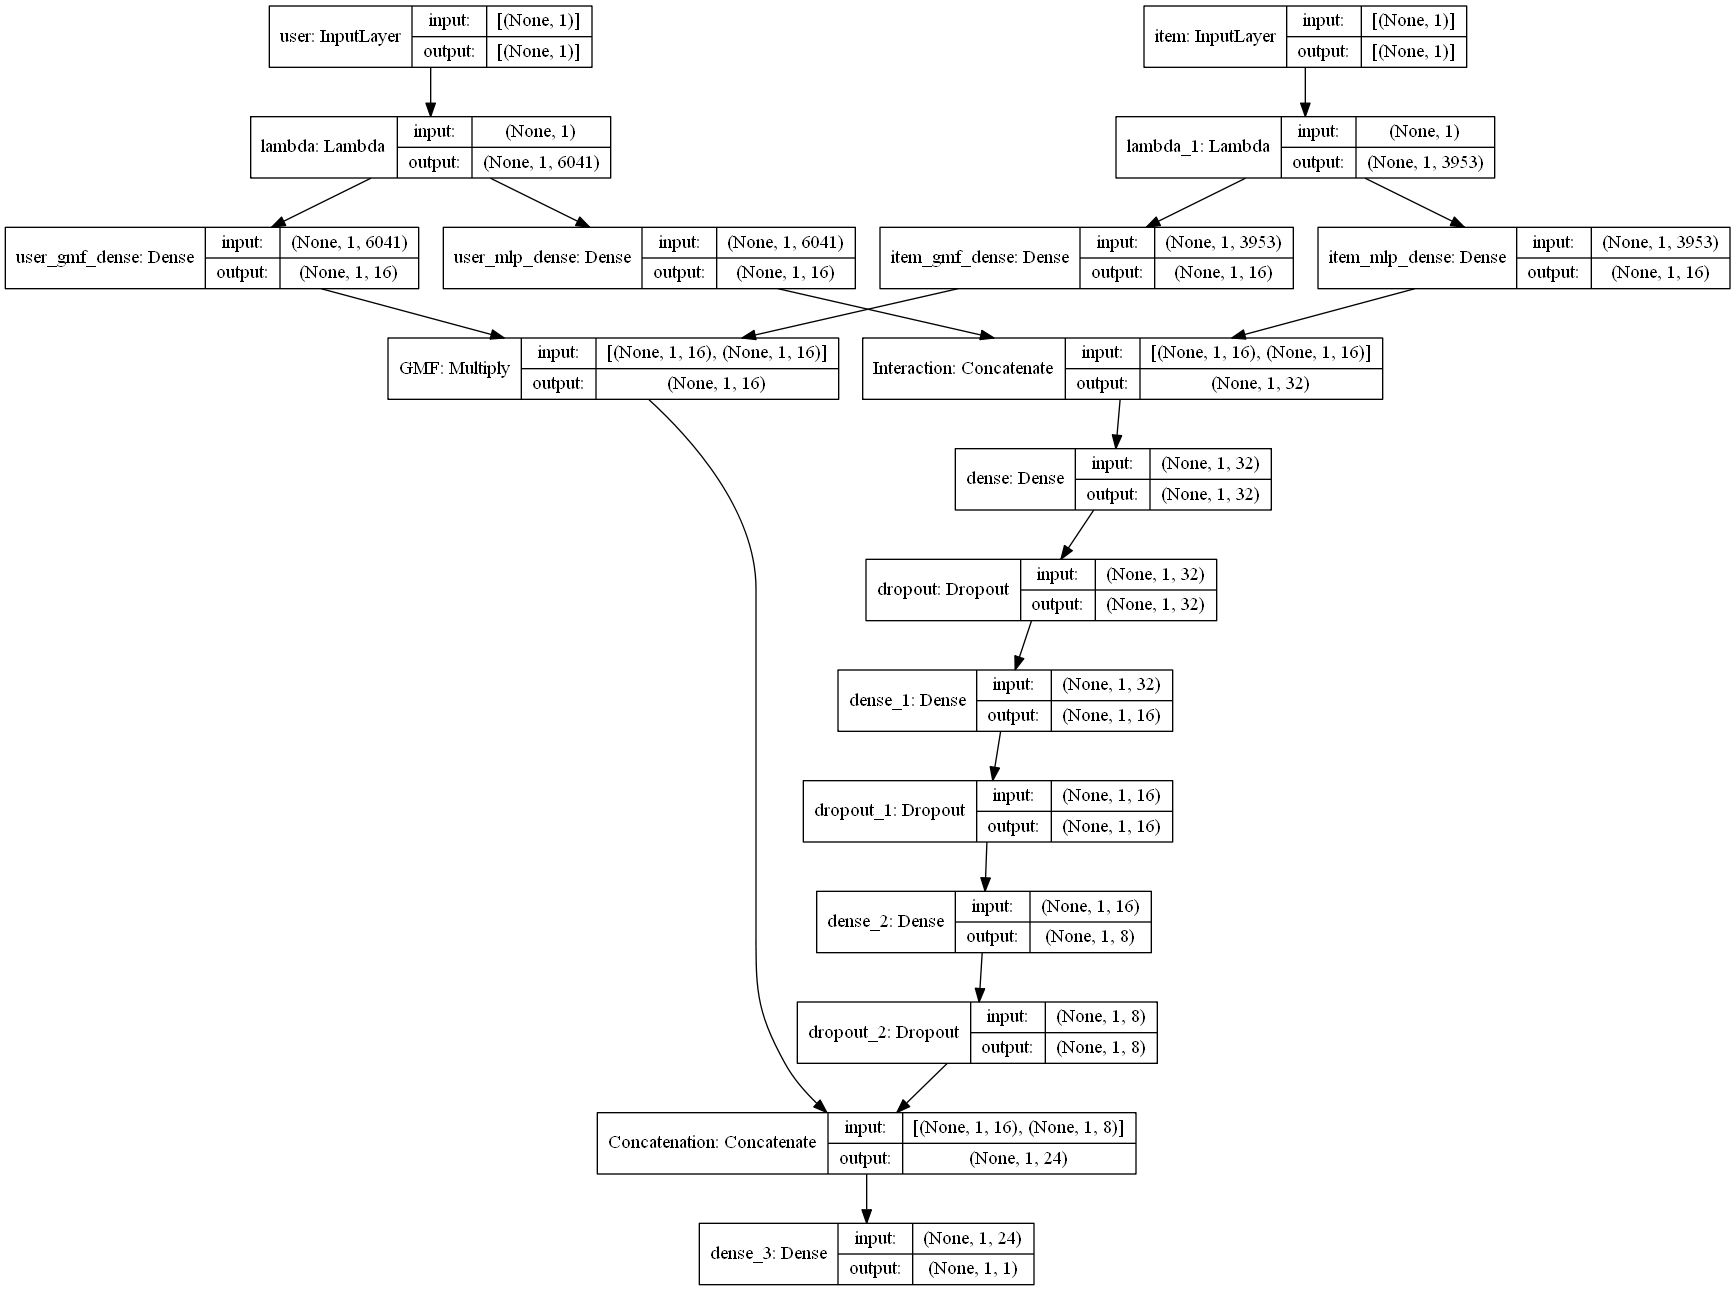 user: InputLayer
input:
[(None, 1)]
output:
[(None, 1)]
item: InputLayer
input:
[(None, 1)]
output:
[(None, 1)]
lambda: Lambda
input:
(None, 1)
output:
(None, 1, 6041)
lambda_1: Lambda
input:
(None, 1)
output:
(None, 1, 3953)
user_gmf_dense: Dense
input:
(None, 1, 6041)
output:
(None, 1, 16)
user_mlp_dense: Dense
input:
(None, 1, 6041)
output:
(None, 1, 16)
item_gmf_dense: Dense
input:
(None, 1, 3953)
output:
(None, 1, 16)
item_mlp_dense: Dense
input:
(None, 1, 3953)
output:
(None, 1, 16)
GMF: Multiply
input:
[(None, 1, 16), (None, 1, 16)]
output:
(None, 1, 16)
Interaction: Concatenate
input:
[(None, 1, 16), (None, 1, 16)]
output:
(None, 1, 32)
dense: Dense
input:
(None, 1, 32)
output:
(None, 1, 32)
dropout: Dropout
input:
(None, 1, 32)
output:
(None, 1, 32)
dense_1: Dense
input:
(None, 1, 32)
output:
(None, 1, 16)
dropout_1: Dropout
input:
(None, 1, 16)
output:
(None, 1, 16)
dense_2: Dense
input:
(None, 1, 16)
output:
(None, 1, 8)
dropout_2: Dropout
input:
(None, 1, 8)
output:
(None, 1, 8)
Concatenation: Concatenate
input:
[(None, 1, 16), (None, 1, 8)]
output:
(None, 1, 24)
dense_3: Dense
input:
(None, 1, 24)
output:
(None, 1, 1)